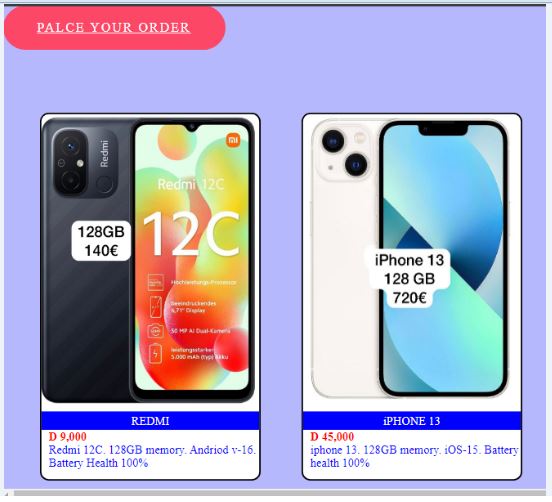 PALCE YOUR ORDER
Redmi
128GB
140€
mi
Redmi 12C
12C
Hochleistungs-Prozessor
Beeindruckendes
6,71" Display
50 MP AI Dual-Kamera
leistungsstarker
5.000 mAh (typ) Akku
REDMI
D 9,000
Redmi 12C. 128GB memory. Andriod v-16.
Battery Health 100%
iPhone 13
128 GB
720€
iPHONE 13
D 45,000
iphone 13. 128GB memory. iOS-15. Battery
health 100%